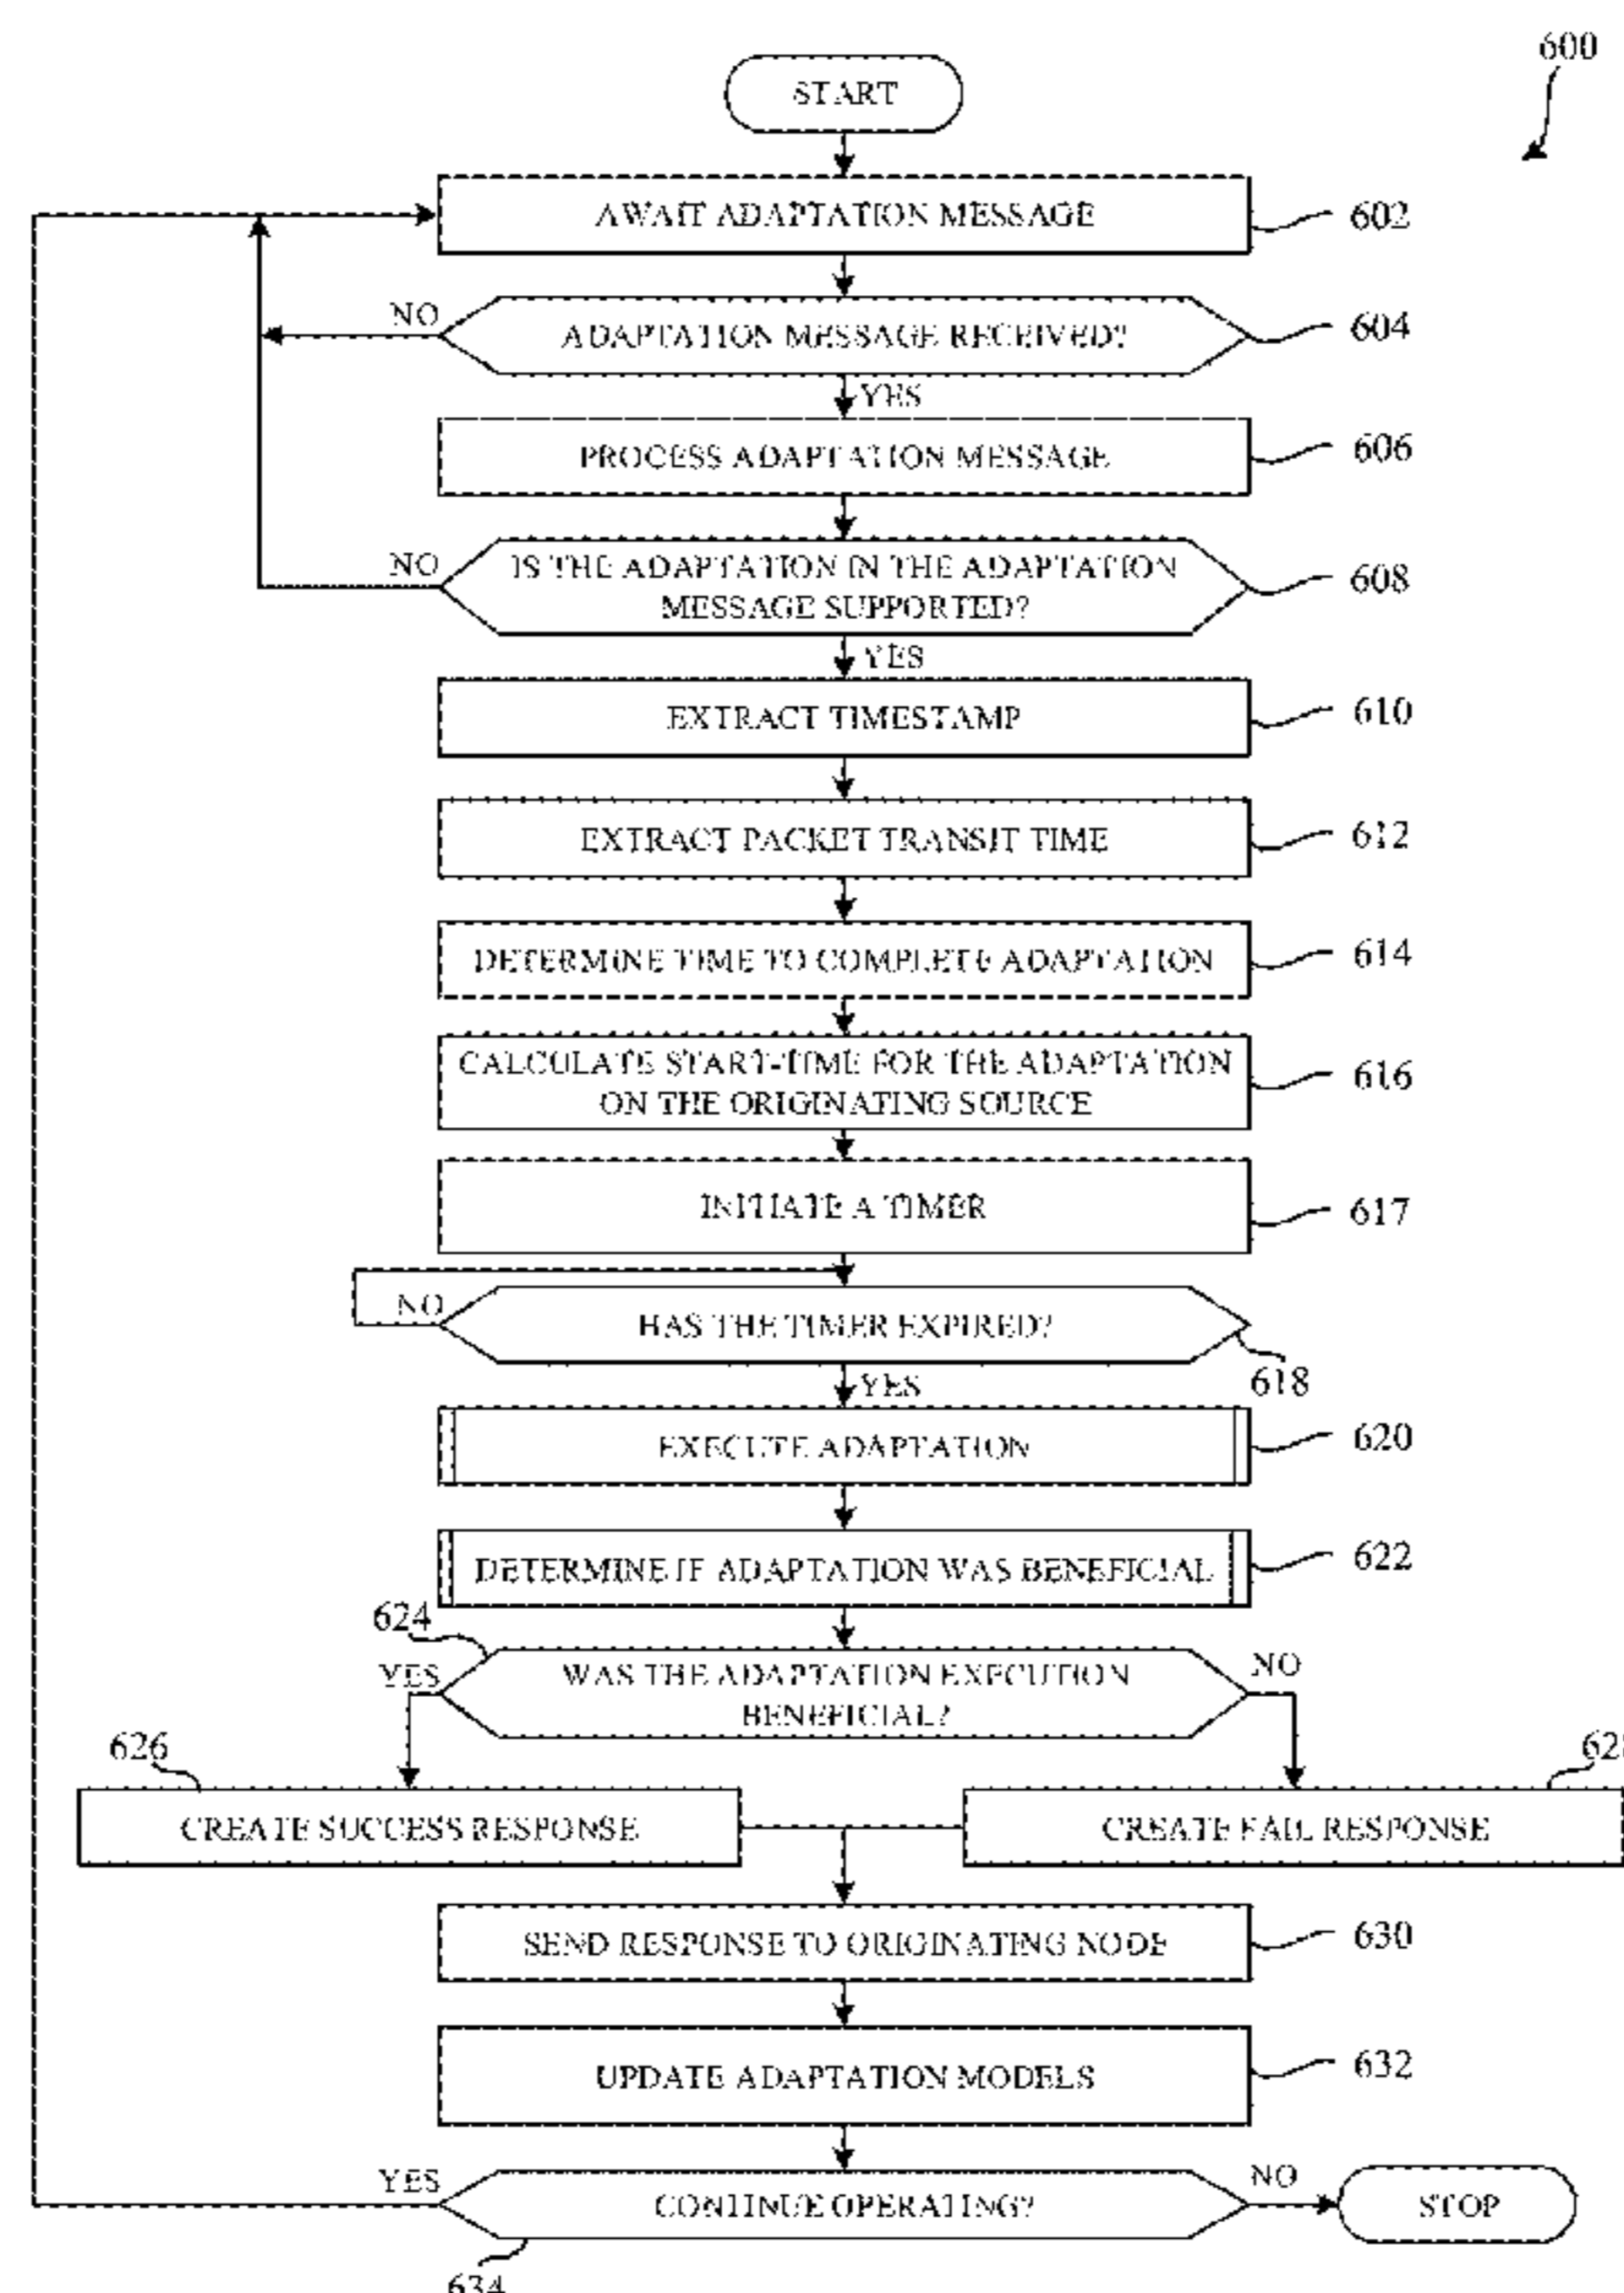 600
START
AWAIT ADAPTATION MESSAGE
602
NO
ADAPTATION MESSAGE RECEIVED?
604
YES
PROCESS ADAPTATION MESSAGE
606
NO
IS THE ADAPTATION IN THE ADAPTATION
MESSAGE SUPPORTED?
608
YES
EXTRACT TIMESTAMP
610
EXTRACT PACKET TRANSIT TIME
612
DETERMINE TIME TO COMPLETE ADAPTATION
614
CALCULATE START-TIME FOR THE ADAPTATION
ON THE ORIGINATING SOURCE
616
INITIATE A TIMER
617
NO
HAS THE TIMER EXPIRED?
618
YES
EXECUTE ADAPTATION
620
DETERMINE IF ADAPTATION WAS BENEFICIAL
622
624
YES
WAS THE ADAPTATION EXECUTION
BENEFICIAL?
NO
626
CREATE SUCCESS RESPONSE
CREATE FAIL RESPONSE
SEND RESPONSE TO ORIGINATING NODE
630
UPDATE ADAPTATION MODELS
632
YES
CONTINUE OPERATING?
NO
STOP
634